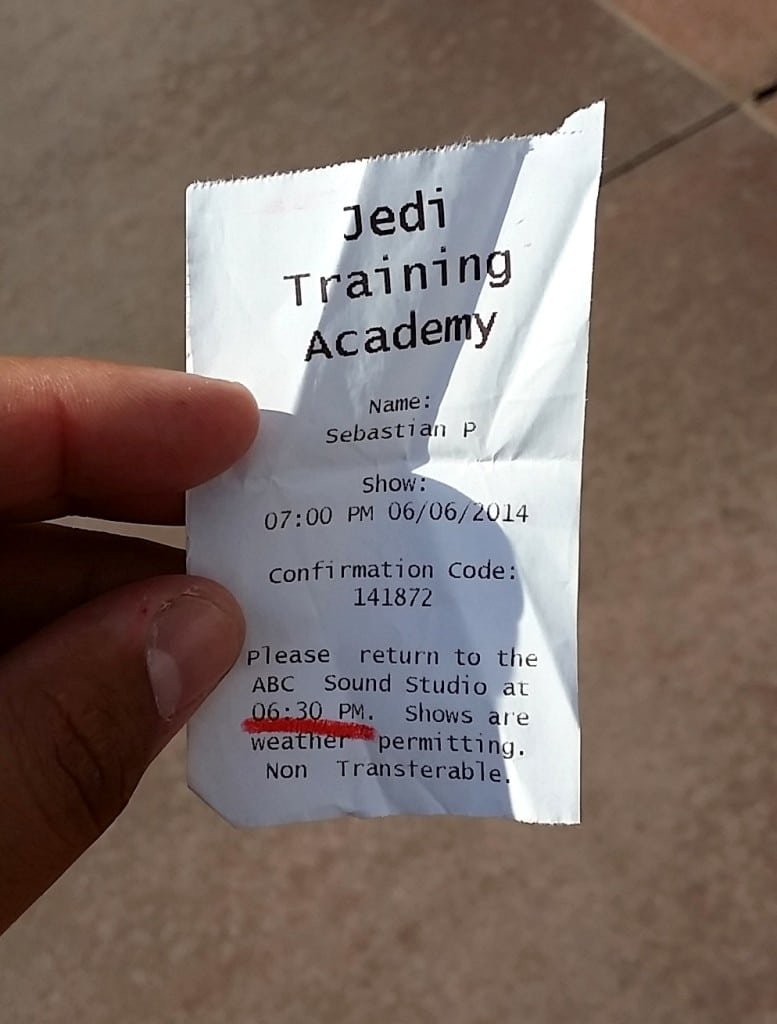 Jedi
Training
Academy
Name:
Sebastian P
Show:
07:00 PM 06/06/2014
Confirmation Code:
141872
Please return to the
ABC Sound Studio at
06:30 PM. Shows are
weather permitting.
Non Transferable.